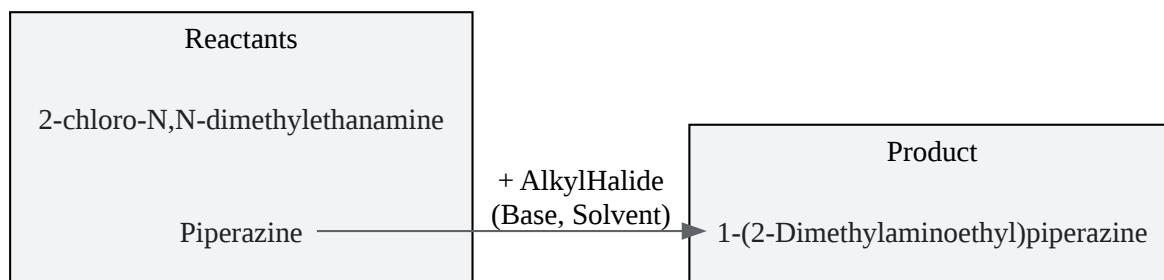 Reactants
2-chloro-N,N-dimethylethanamine
Piperazine
+ AlkylHalide
(Base, Solvent)
Product
1-(2-Dimethylaminoethyl)piperazine